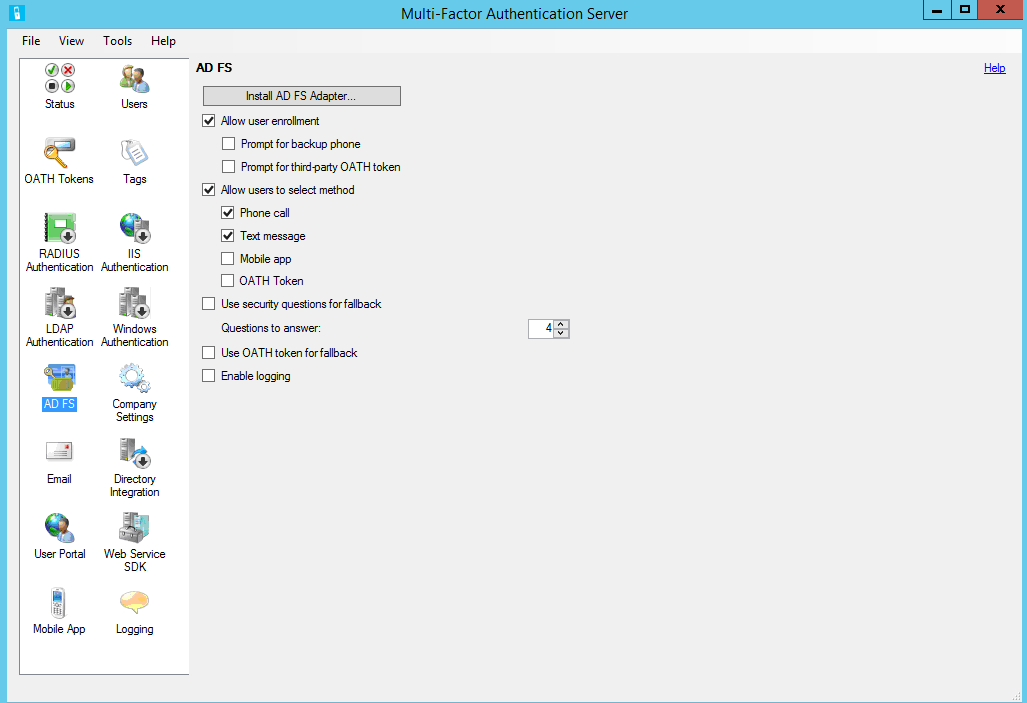 Multi-Factor Authentication Server
File View Tools Help
Status Users
OATH Tokens Tags
RADIUS Authentication IIS Authentication
LDAP Authentication Windows Authentication
AD FS Company Settings
Email Directory Integration
User Portal Web Service SDK
Mobile App Logging
AD FS Help
Install AD FS Adapter...
Allow user enrollment
Prompt for backup phone
Prompt for third-party OATH token
Allow users to select method
Phone call
Text message
Mobile app
OATH Token
Use security questions for fallback
Questions to answer: 4
Use OATH token for fallback
Enable logging